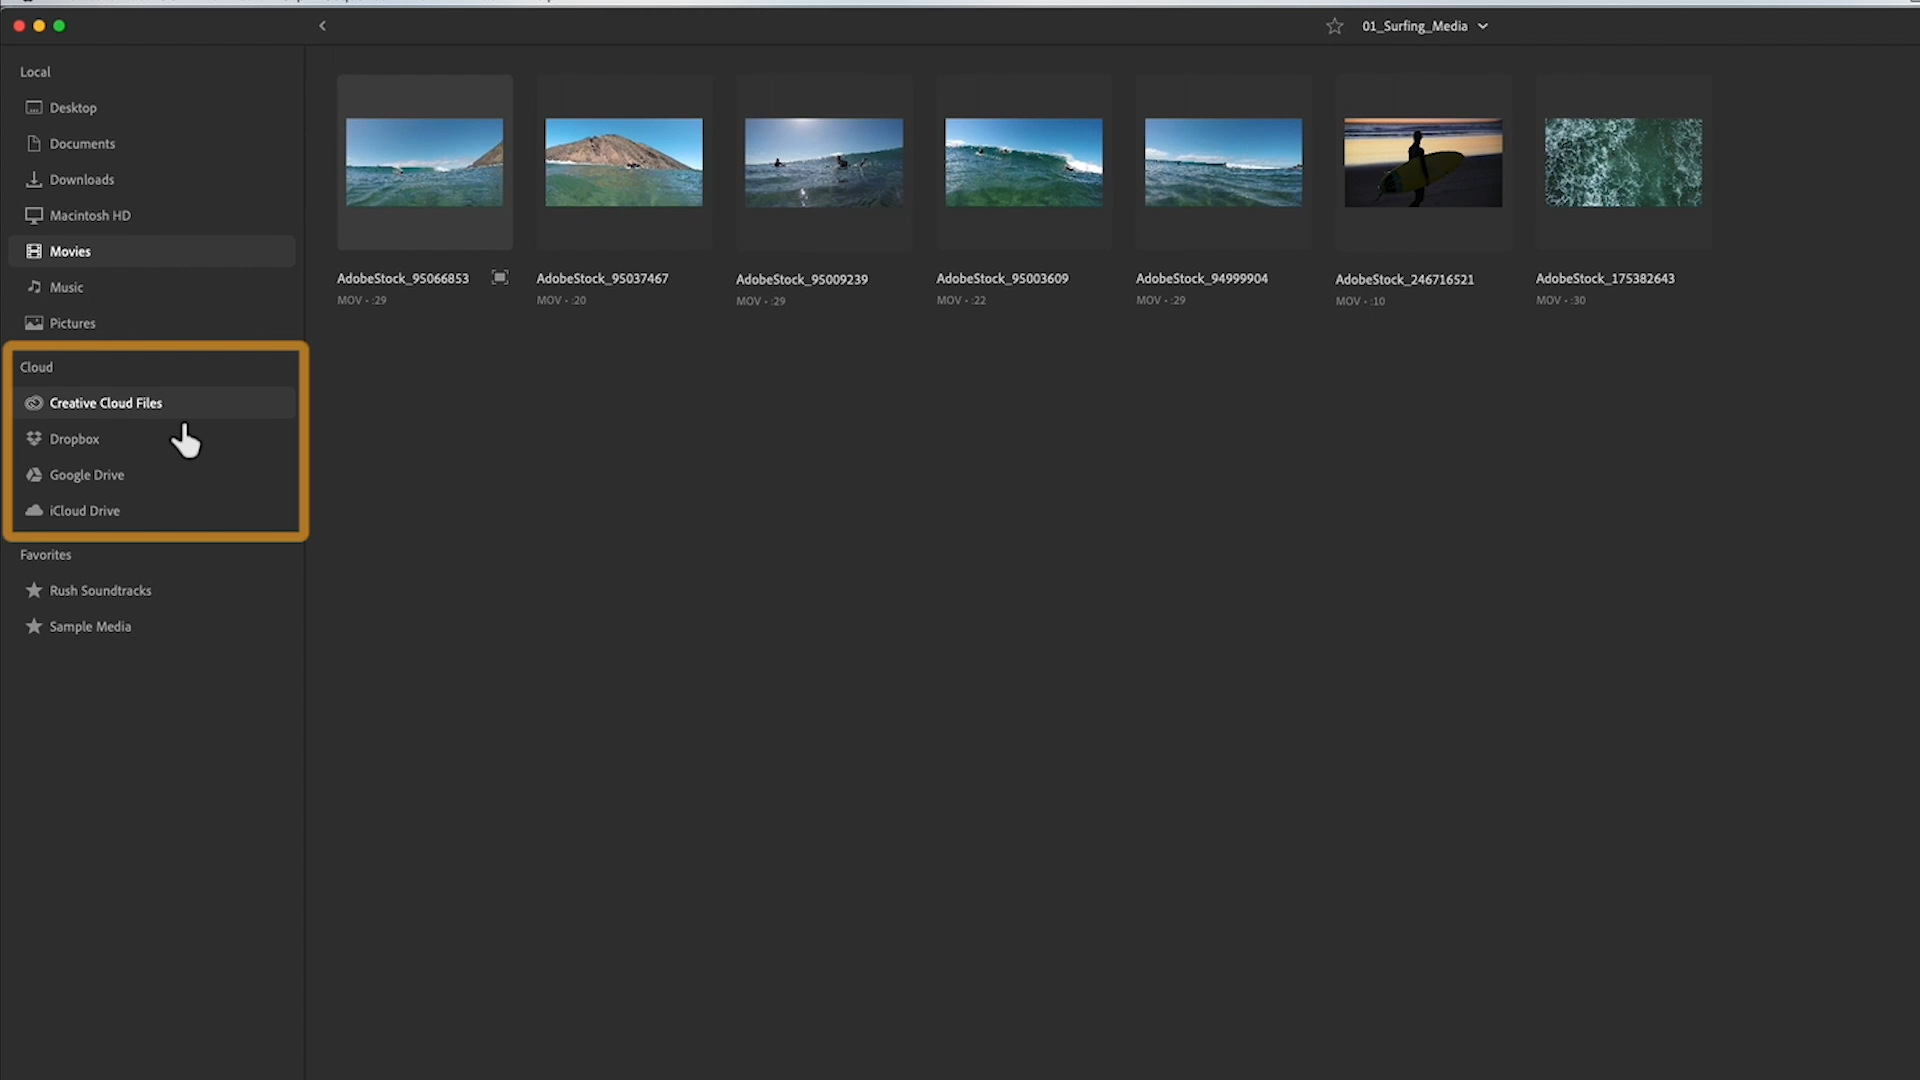 01_Surfing_Media
Local
Desktop
Documents
Downloads
Macintosh HD
Movies
Music
Pictures
Cloud
Creative Cloud Files
Dropbox
Google Drive
iCloud Drive
Favorites
Rush Soundtracks
Sample Media
AdobeStock_95066853
MOV • :29
AdobeStock_95037467
MOV • :20
AdobeStock_95009239
MOV • :29
AdobeStock_95003609
MOV • :22
AdobeStock_94999904
MOV • :29
AdobeStock_246716521
MOV • :10
AdobeStock_175382643
MOV • :30